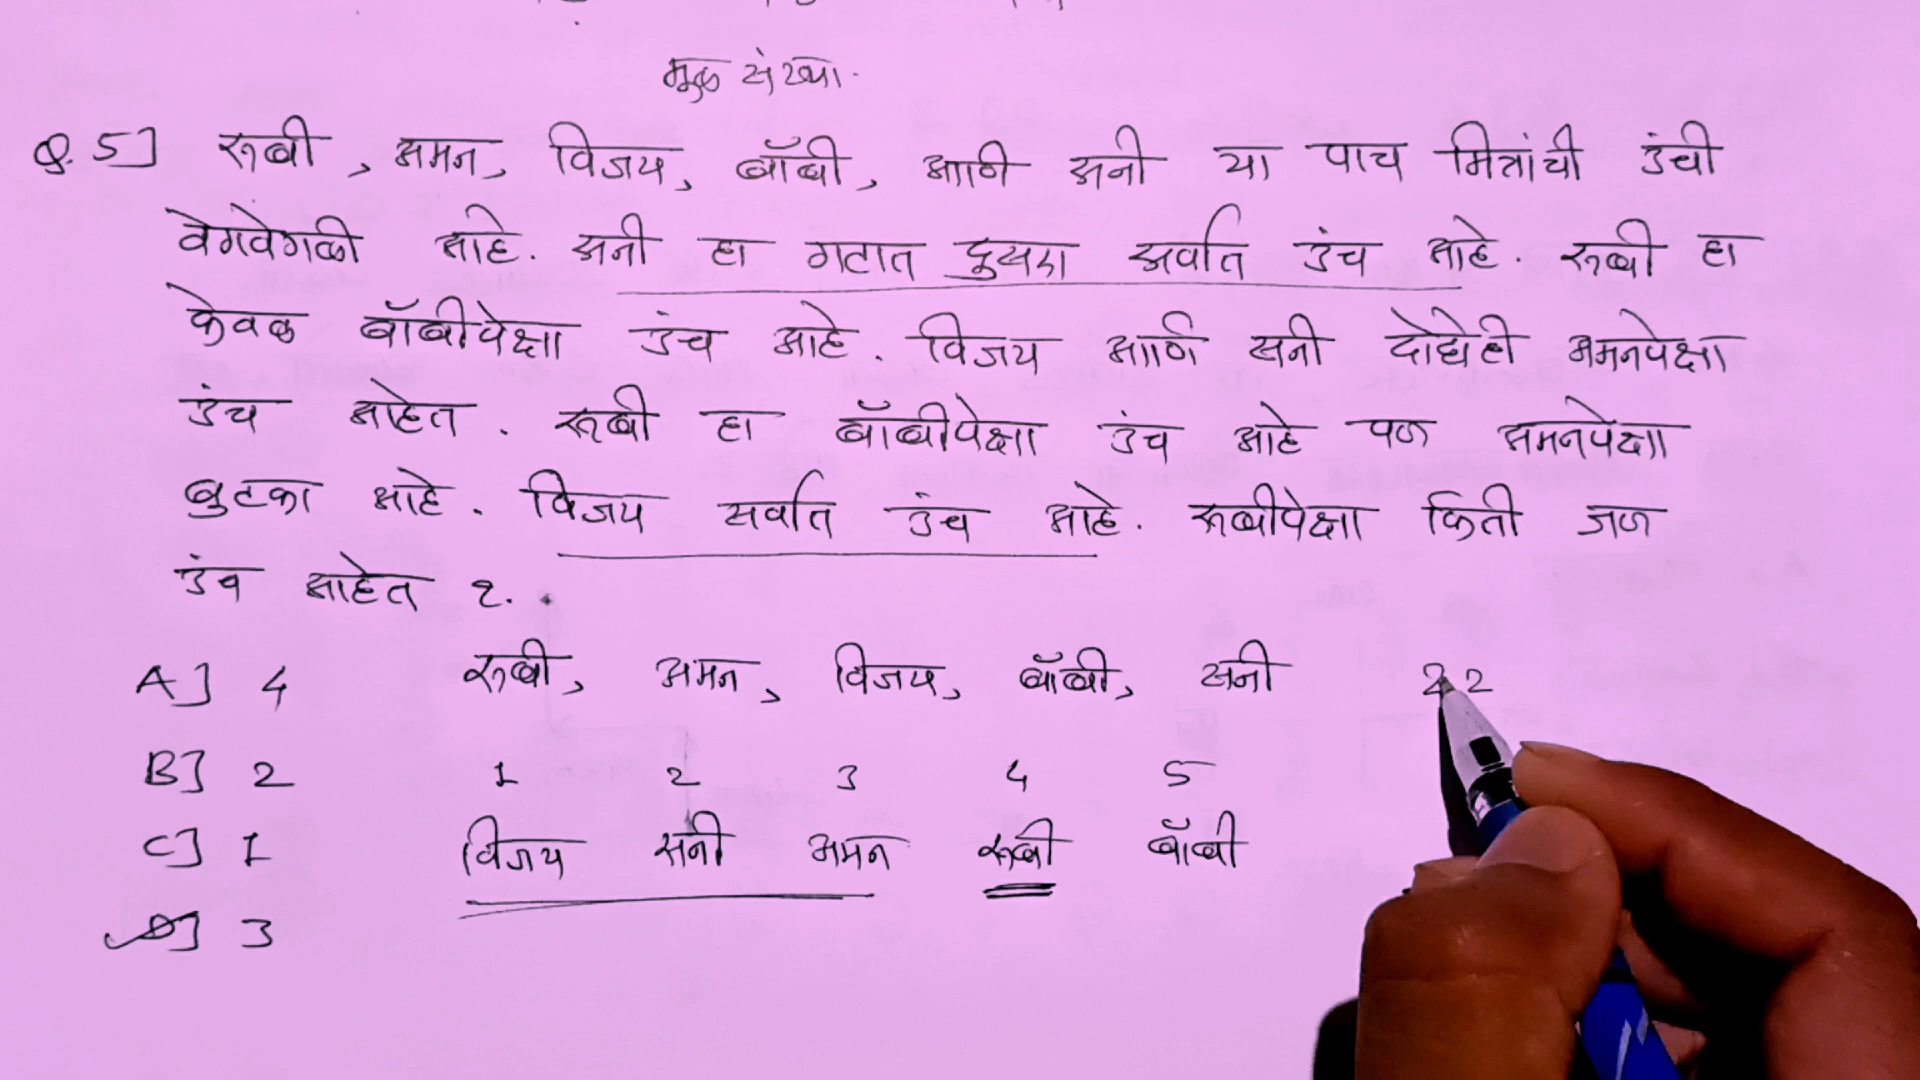 मुळ संख्या.
Q.5] रूबी, अमन, विजय, बॉबी, आणि सनी या पाच मित्रांची उंची
वेगवेगळी आहे. सनी हा गटात दुसरा सर्वात उंच आहे. रूबी हा
केवळ बॉबीपेक्षा उंच आहे. विजय आणि सनी दोघेही अमनपेक्षा
उंच आहेत. रूबी हा बॉबीपेक्षा उंच आहे पण अमनपेक्षा
बुटका आहे. विजय सर्वात उंच आहे. रूबीपेक्षा किती जण
उंच आहेत ?.
A] 4 रूबी, अमन, विजय, बॉबी, सनी 22
B] 2 1 2 3 4 5
C] 1 विजय सनी अमन रूबी बॉबी
D] 3